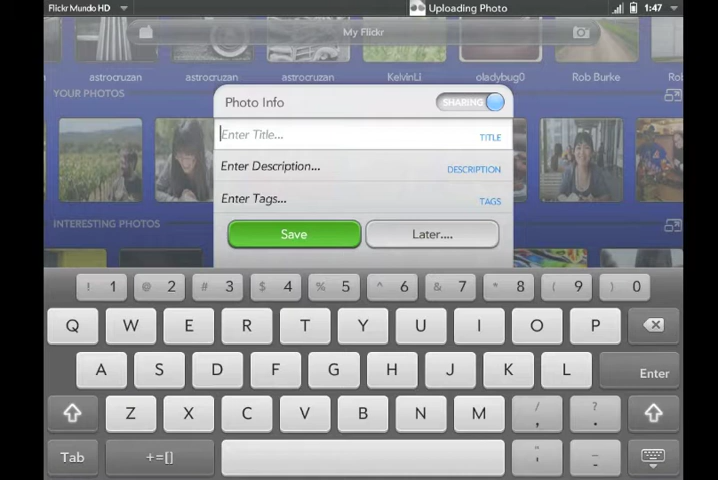 Flickr Mundo HD Uploading Photo 1:47
My Flickr
astrocruzan astrocruzan astrocruzan KelvinLi oladybug0 Rob Burke Rob
YOUR PHOTOS
Photo Info SHARING
Enter Title... TITLE
Enter Description... DESCRIPTION
Enter Tags... TAGS
Save Later....
INTERESTING PHOTOS
! 1 @ 2 # 3 $ 4 % 5 ^ 6 & 7 * 8 ( 9 ) 0
Q W E R T Y U I O P
A S D F G H J K L Enter
Z X C V B N M / , ? .
Tab +=[] " ' _ -